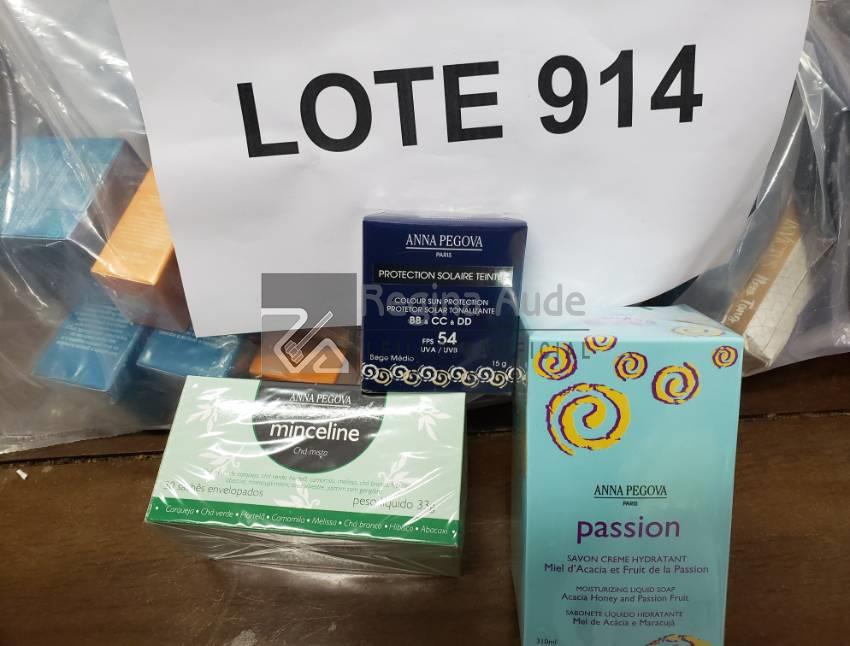 LOTE 914
ANNA PEGOVA
PARIS
PROTECTION SOLAIRE TEINTÉ
COLOUR SUN PROTECTION
PROTETOR SOLAR TONALIZANTE
BB & CC & DD
FPS 54
UVA / UVB
Bege Médio
15 g
Regina Aude
ANNA PEGOVA
minceline
Chá misto
30 sachês envelopados
peso líquido 33g
Carqueja • Chá verde • Hortelã • Camomila • Melissa • Chá branco • Hibisco • Abacaxi
ANNA PEGOVA
PARIS
passion
SAVON CREME HYDRATANT
Miel d'Acacia et Fruit de la Passion
MOISTURIZING LIQUID SOAP
Acacia Honey and Passion Fruit
SABONETE LÍQUIDO HIDRATANTE
Mel de Acácia e Maracujá
310ml